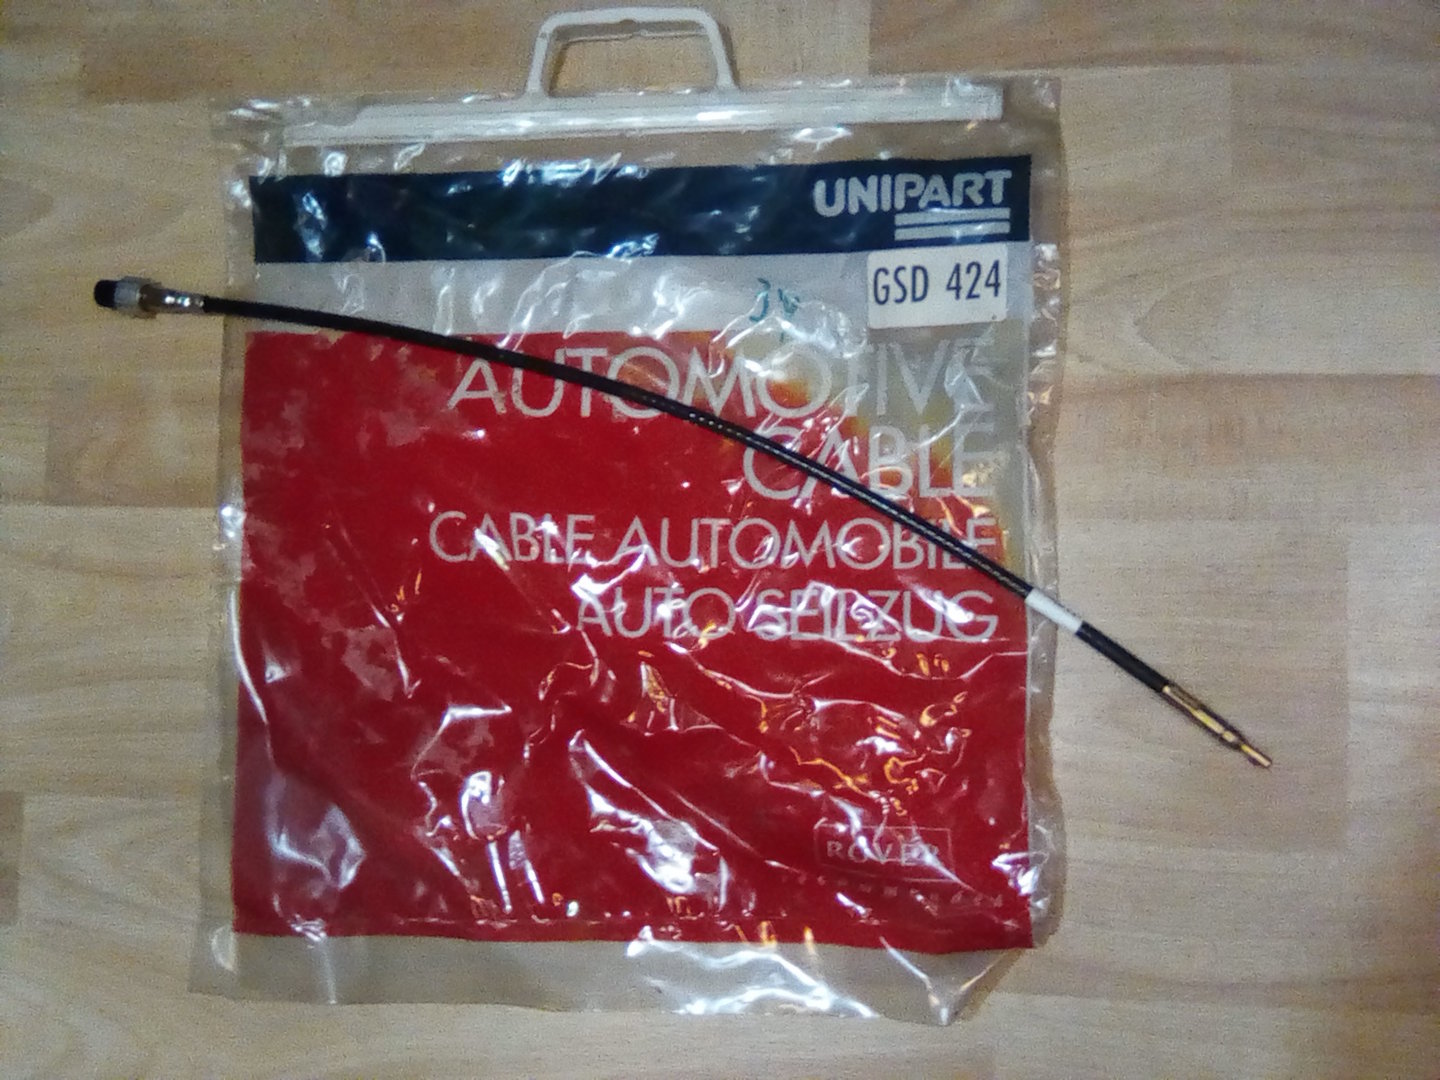 UNIPART
GSD 424
AUTOMOTIVE
CABLE
CABLE AUTOMOBILE
AUTO SEILZUG
ROVER